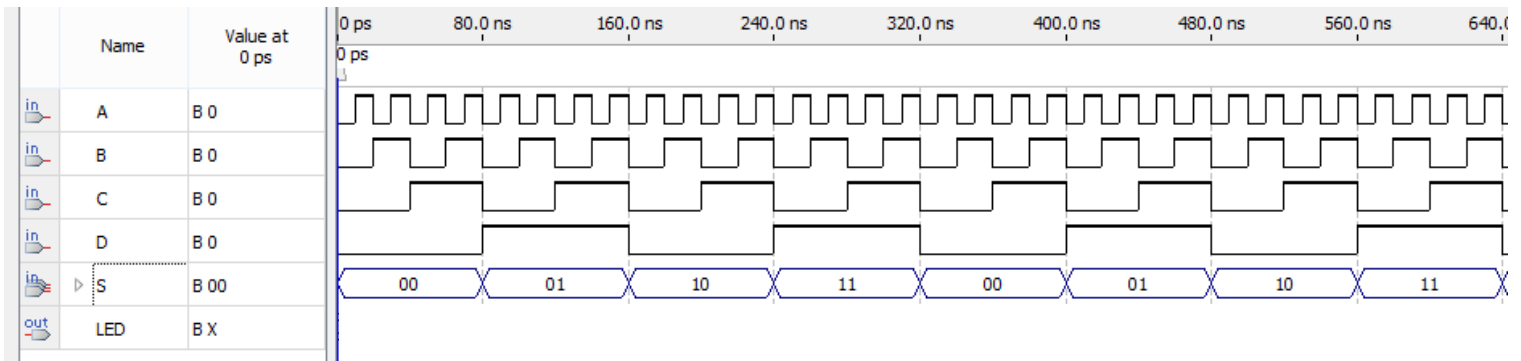 Name
Value at
0 ps
0 ps 80.0 ns 160.0 ns 240.0 ns 320.0 ns 400.0 ns 480.0 ns 560.0 ns 640.0
0 ps
in A B 0
in B B 0
in C B 0
in D B 0
in S B 00 00 01 10 11 00 01 10 11
out LED B X